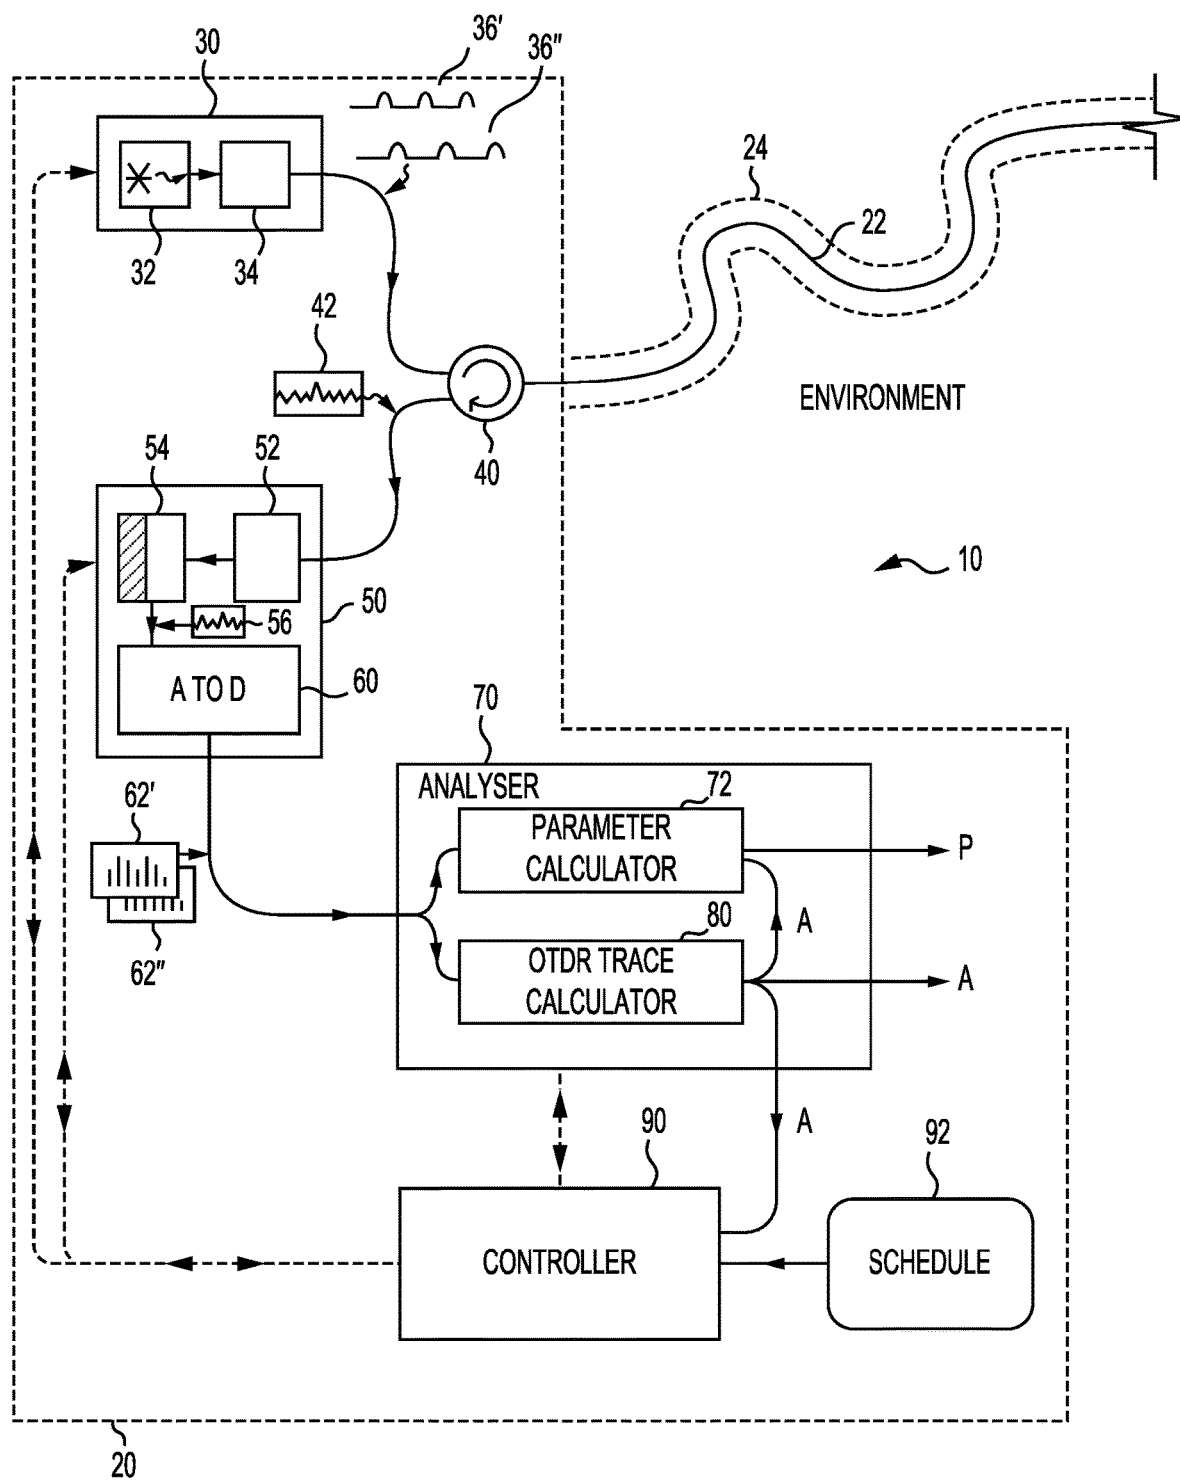 36'
36"
30
24
22
32
34
42
ENVIRONMENT
40
54
52
10
50
56
A TO D
60
70
62'
62"
ANALYSER
72
PARAMETER
CALCULATOR
P
A
80
OTDR TRACE
CALCULATOR
A
A
90
92
CONTROLLER
SCHEDULE
20